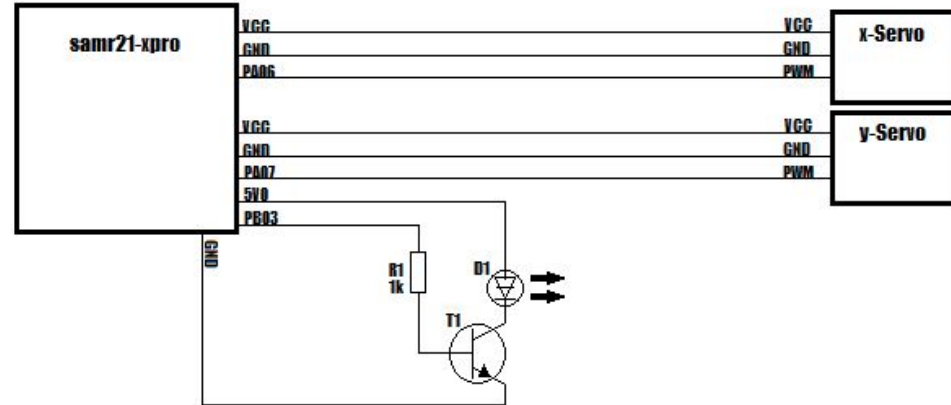 samr21-xpro
VCC
GND
PA06
VCC
GND
PWM
x-Servo
VCC
GND
PA07
5V0
PB03
GND
VCC
GND
PWM
y-Servo
R1
1k
D1
T1